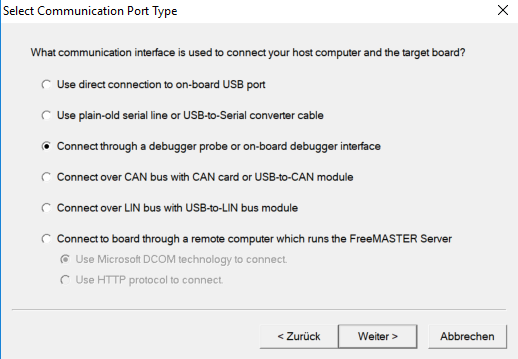 Select Communication Port Type
What communication interface is used to connect your host computer and the target board?
Use direct connection to on-board USB port
Use plain-old serial line or USB-to-Serial converter cable
Connect through a debugger probe or on-board debugger interface
Connect over CAN bus with CAN card or USB-to-CAN module
Connect over LIN bus with USB-to-LIN bus module
Connect to board through a remote computer which runs the FreeMASTER Server
Use Microsoft DCOM technology to connect.
Use HTTP protocol to connect.
< Zurück Weiter > Abbrechen